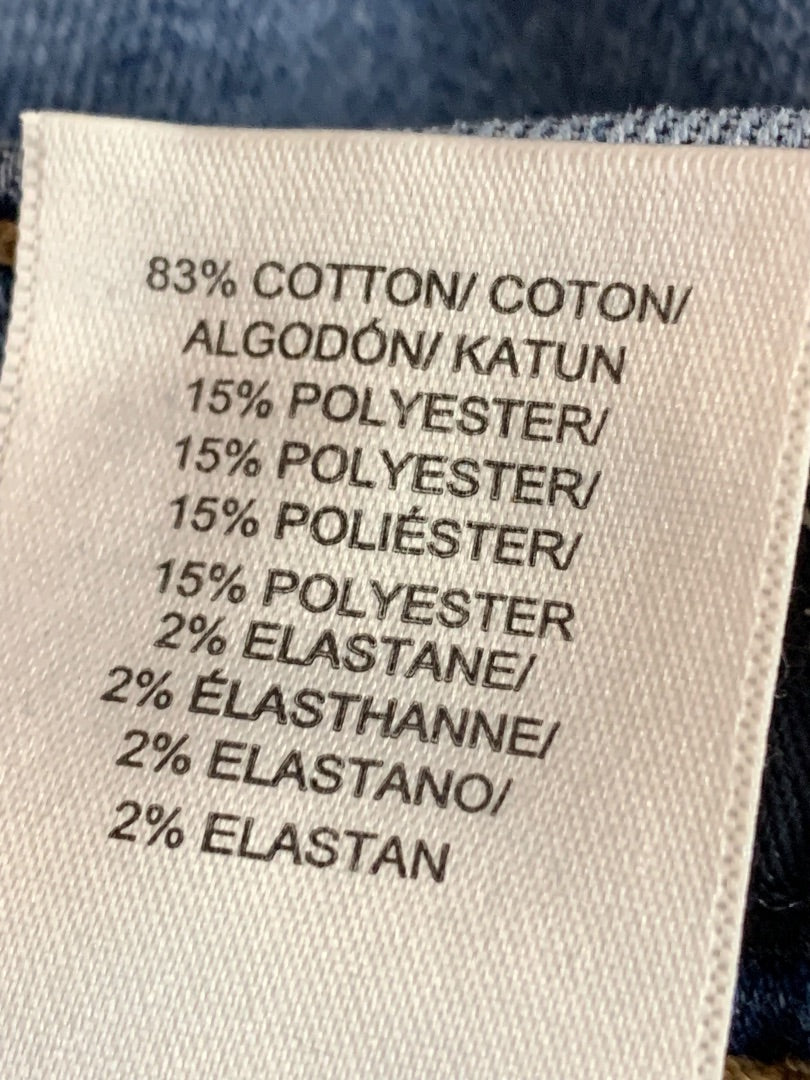 83% COTTON/ COTON/
ALGODÓN/ KATUN
15% POLYESTER/
15% POLYESTER/
15% POLIÉSTER/
15% POLYESTER
2% ELASTANE/
2% ÉLASTHANNE/
2% ELASTANO/
2% ELASTAN